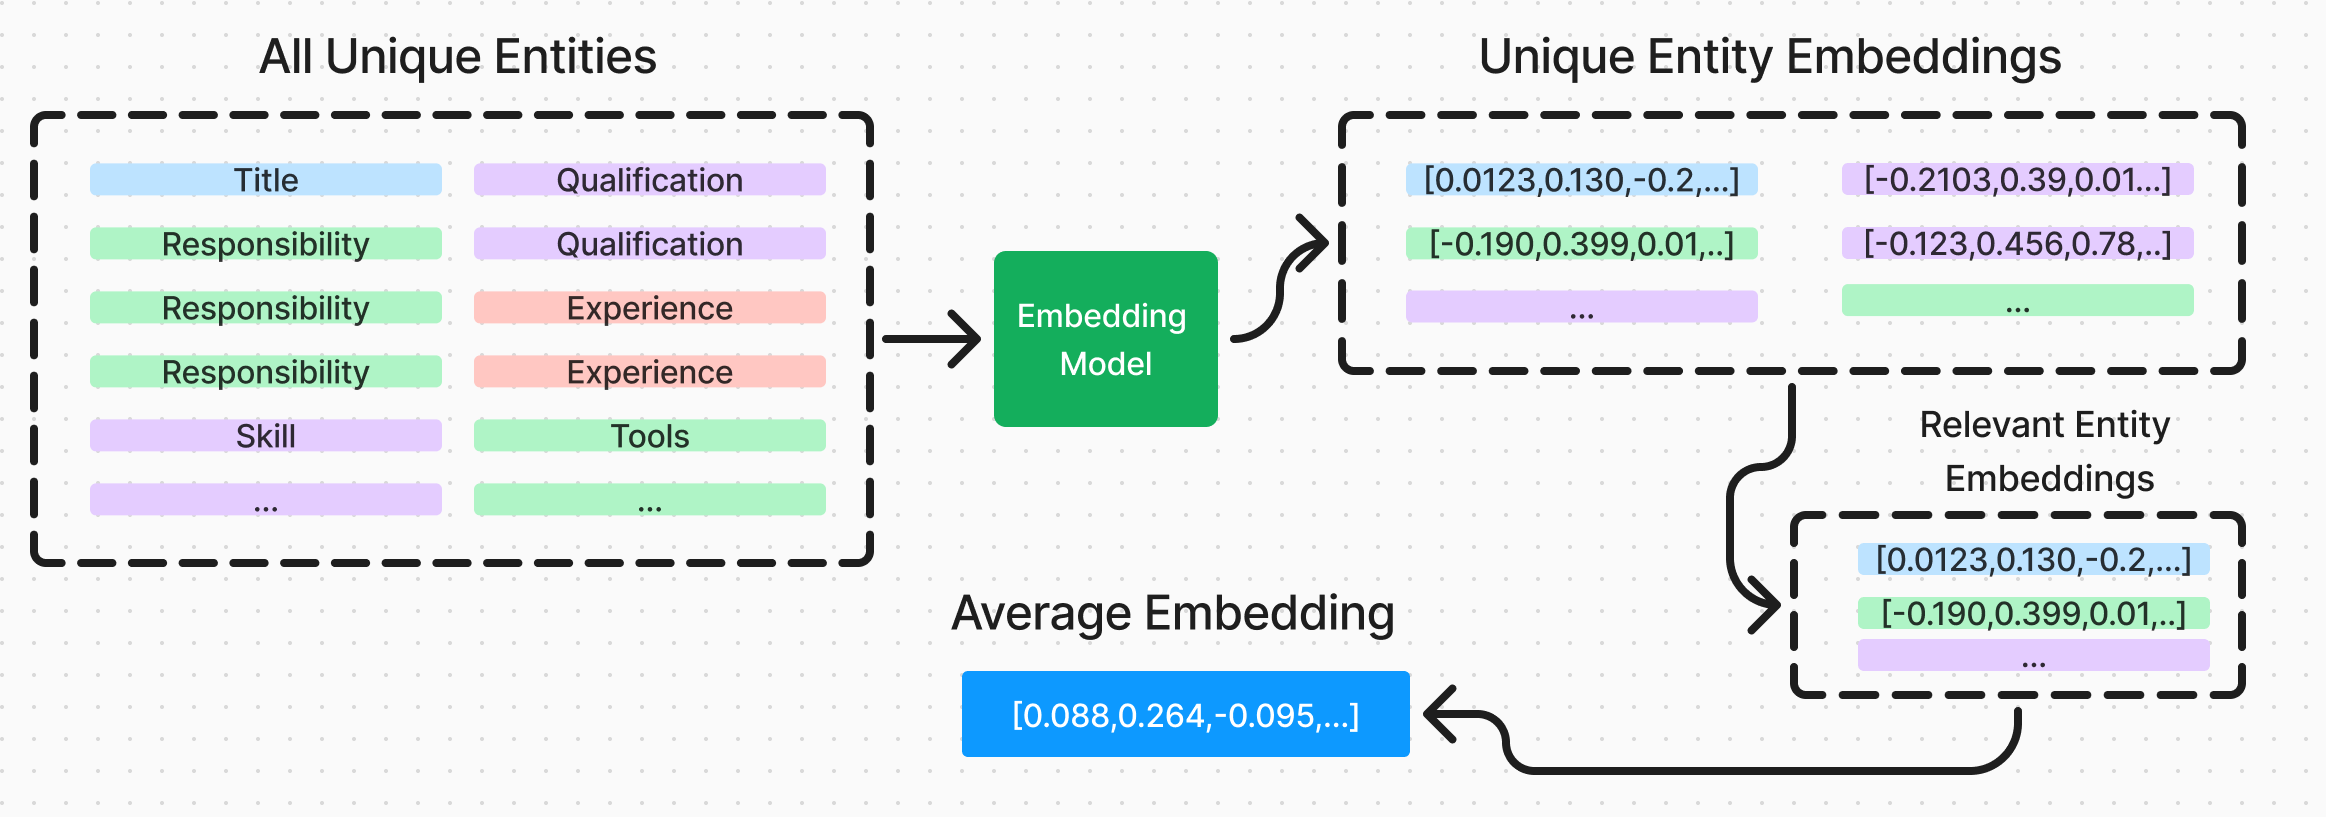 All Unique Entities
Title
Qualification
Responsibility
Qualification
Responsibility
Experience
Responsibility
Experience
Skill
Tools
...
...
Embedding
Model
Unique Entity Embeddings
[0.0123,0.130,-0.2,...]
[-0.2103,0.39,0.01...]
[-0.190,0.399,0.01,..]
[-0.123,0.456,0.78,..]
...
...
Relevant Entity
Embeddings
[0.0123,0.130,-0.2,...]
[-0.190,0.399,0.01,..]
...
Average Embedding
[0.088,0.264,-0.095,...]